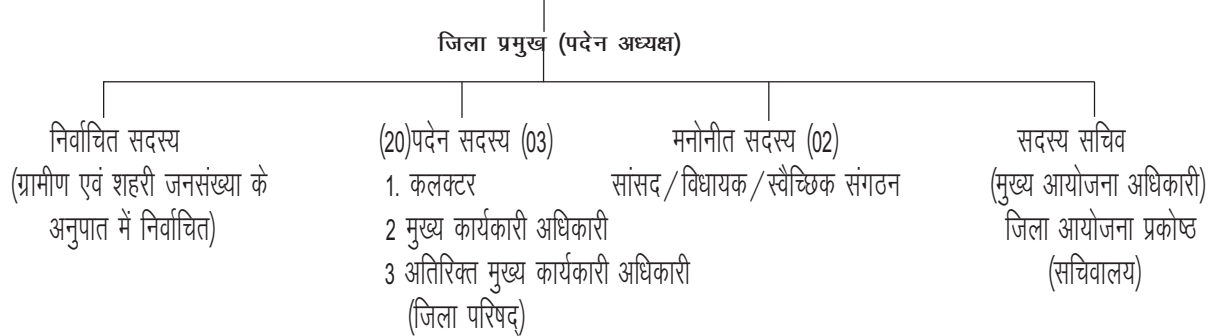 जिला प्रमुख (पदेन अध्यक्ष)
निर्वाचित सदस्य
(ग्रामीण एवं शहरी जनसंख्या के
अनुपात में निर्वाचित)
(20)पदेन सदस्य (03)
1. कलक्टर
2 मुख्य कार्यकारी अधिकारी
3 अतिरिक्त मुख्य कार्यकारी अधिकारी
(जिला परिषद्)
मनोनीत सदस्य (02)
सांसद/विधायक/स्वैच्छिक संगठन
सदस्य सचिव
(मुख्य आयोजना अधिकारी)
जिला आयोजना प्रकोष्ठ
(सचिवालय)